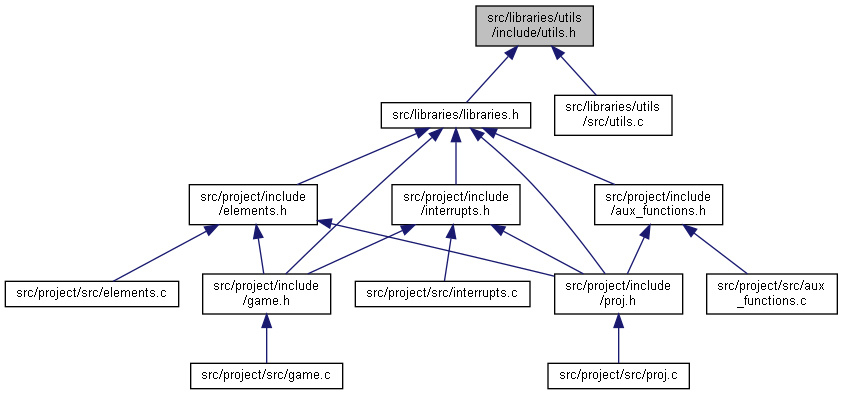 src/libraries/utils
/include/utils.h
src/libraries/libraries.h
src/libraries/utils
/src/utils.c
src/project/include
/elements.h
src/project/include
/interrupts.h
src/project/include
/aux_functions.h
src/project/src/elements.c
src/project/include
/game.h
src/project/src/interrupts.c
src/project/include
/proj.h
src/project/src/aux
_functions.c
src/project/src/game.c
src/project/src/proj.c